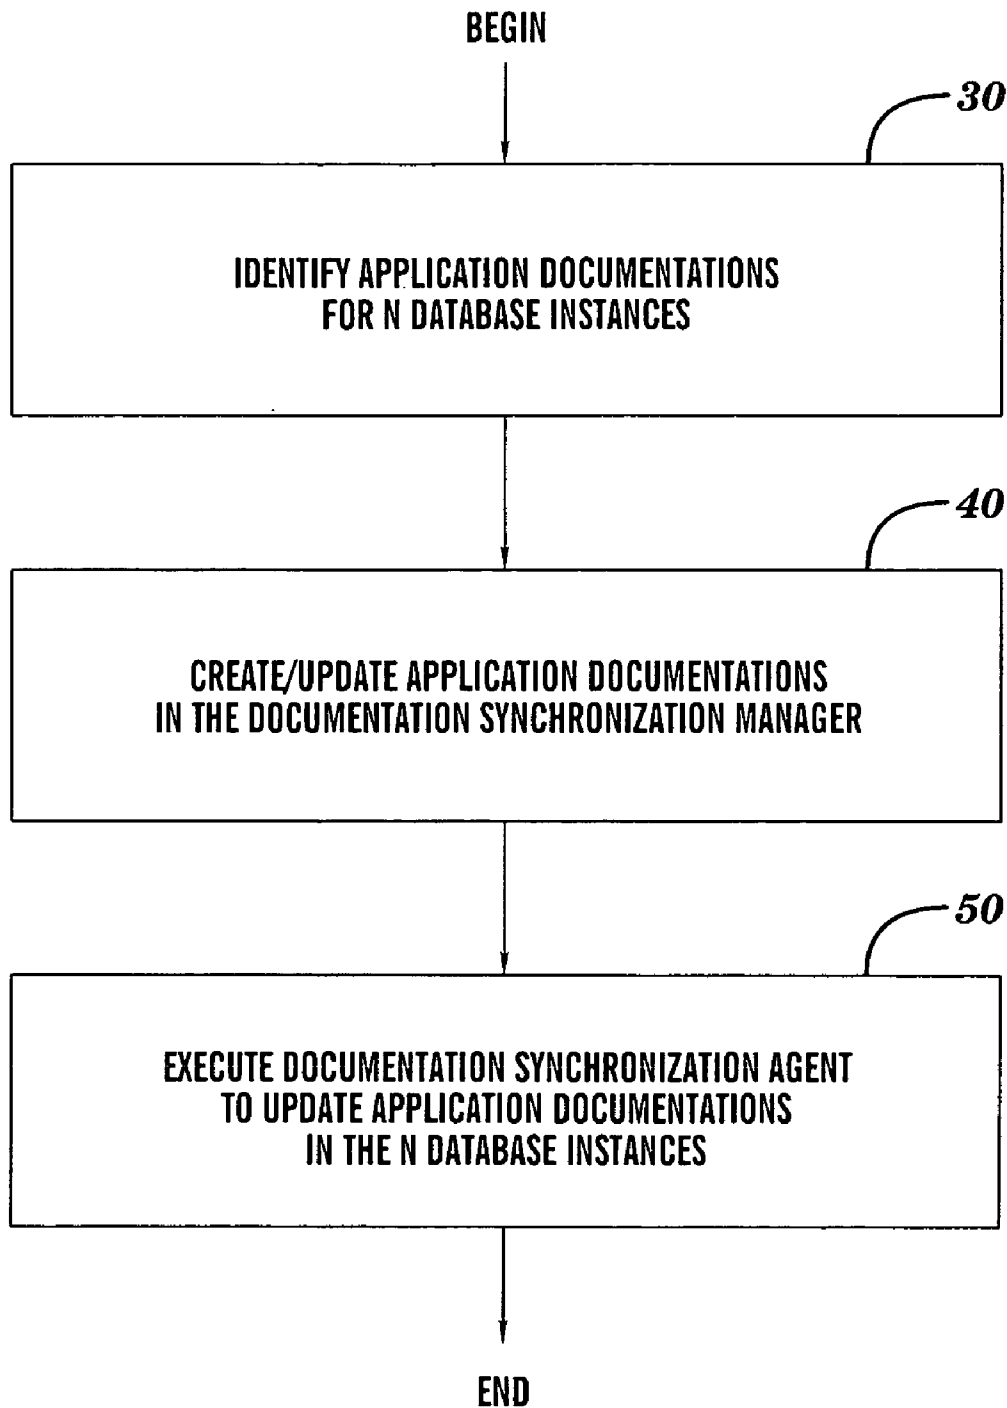 BEGIN
30
IDENTIFY APPLICATION DOCUMENTATIONS
FOR N DATABASE INSTANCES
40
CREATE/UPDATE APPLICATION DOCUMENTATIONS
IN THE DOCUMENTATION SYNCHRONIZATION MANAGER
50
EXECUTE DOCUMENTATION SYNCHRONIZATION AGENT
TO UPDATE APPLICATION DOCUMENTATIONS
IN THE N DATABASE INSTANCES
END